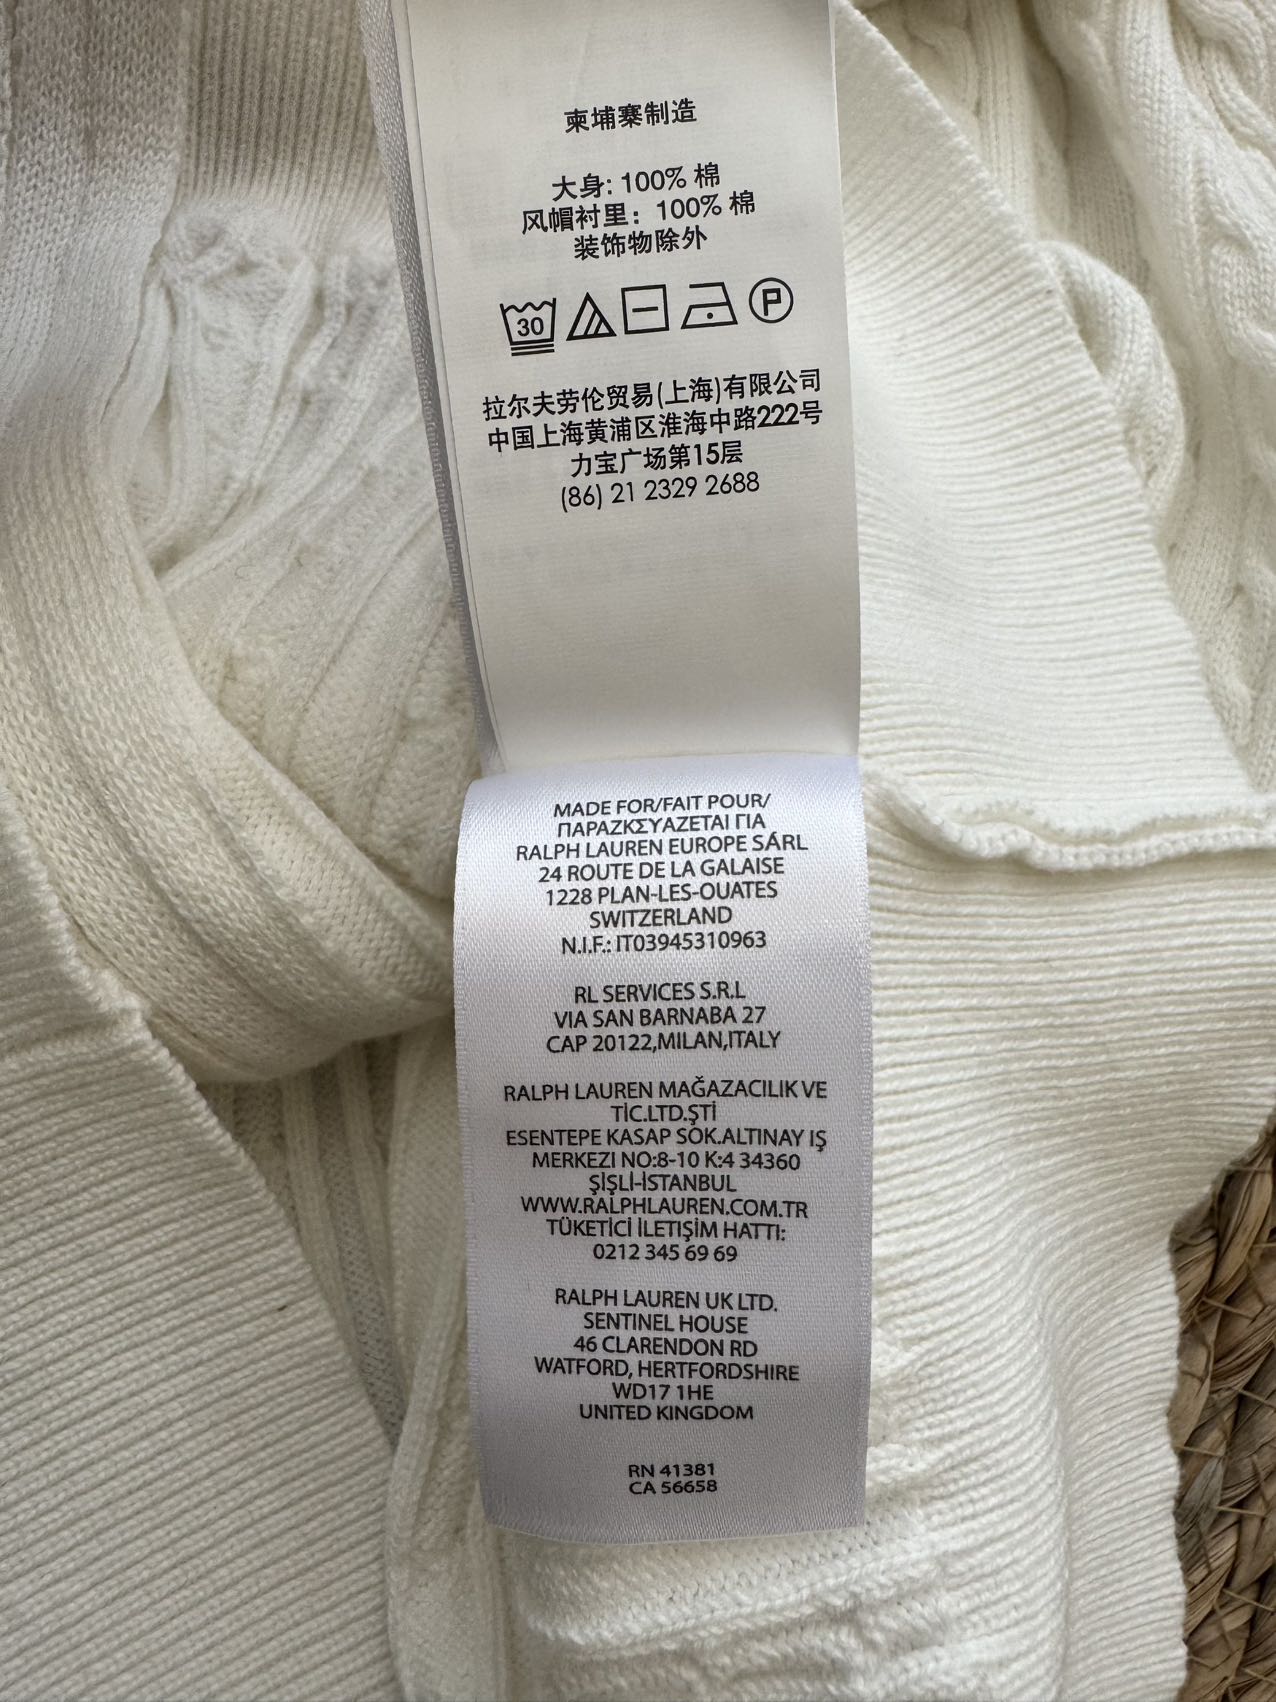 柬埔寨制造
大身: 100% 棉
风帽衬里：100% 棉
装饰物除外
30
P
拉尔夫劳伦贸易(上海)有限公司
中国上海黄浦区淮海中路222号
力宝广场第15层
(86) 21 2329 2688
MADE FOR/FAIT POUR/
ΠΑΡΑΖΚΣΥΑΖΕΤΑΙ ΓΙΑ
RALPH LAUREN EUROPE SÁRL
24 ROUTE DE LA GALAISE
1228 PLAN-LES-OUATES
SWITZERLAND
N.I.F.: IT03945310963
RL SERVICES S.R.L
VIA SAN BARNABA 27
CAP 20122,MILAN,ITALY
RALPH LAUREN MAĞAZACILIK VE
TİC.LTD.ŞTİ
ESENTEPE KASAP SOK.ALTINAY IŞ
MERKEZI NO:8-10 K:4 34360
ŞİŞLİ-İSTANBUL
WWW.RALPHLAUREN.COM.TR
TÜKETİCİ İLETİŞİM HATTI:
0212 345 69 69
RALPH LAUREN UK LTD.
SENTINEL HOUSE
46 CLARENDON RD
WATFORD, HERTFORDSHIRE
WD17 1HE
UNITED KINGDOM
RN 41381
CA 56658